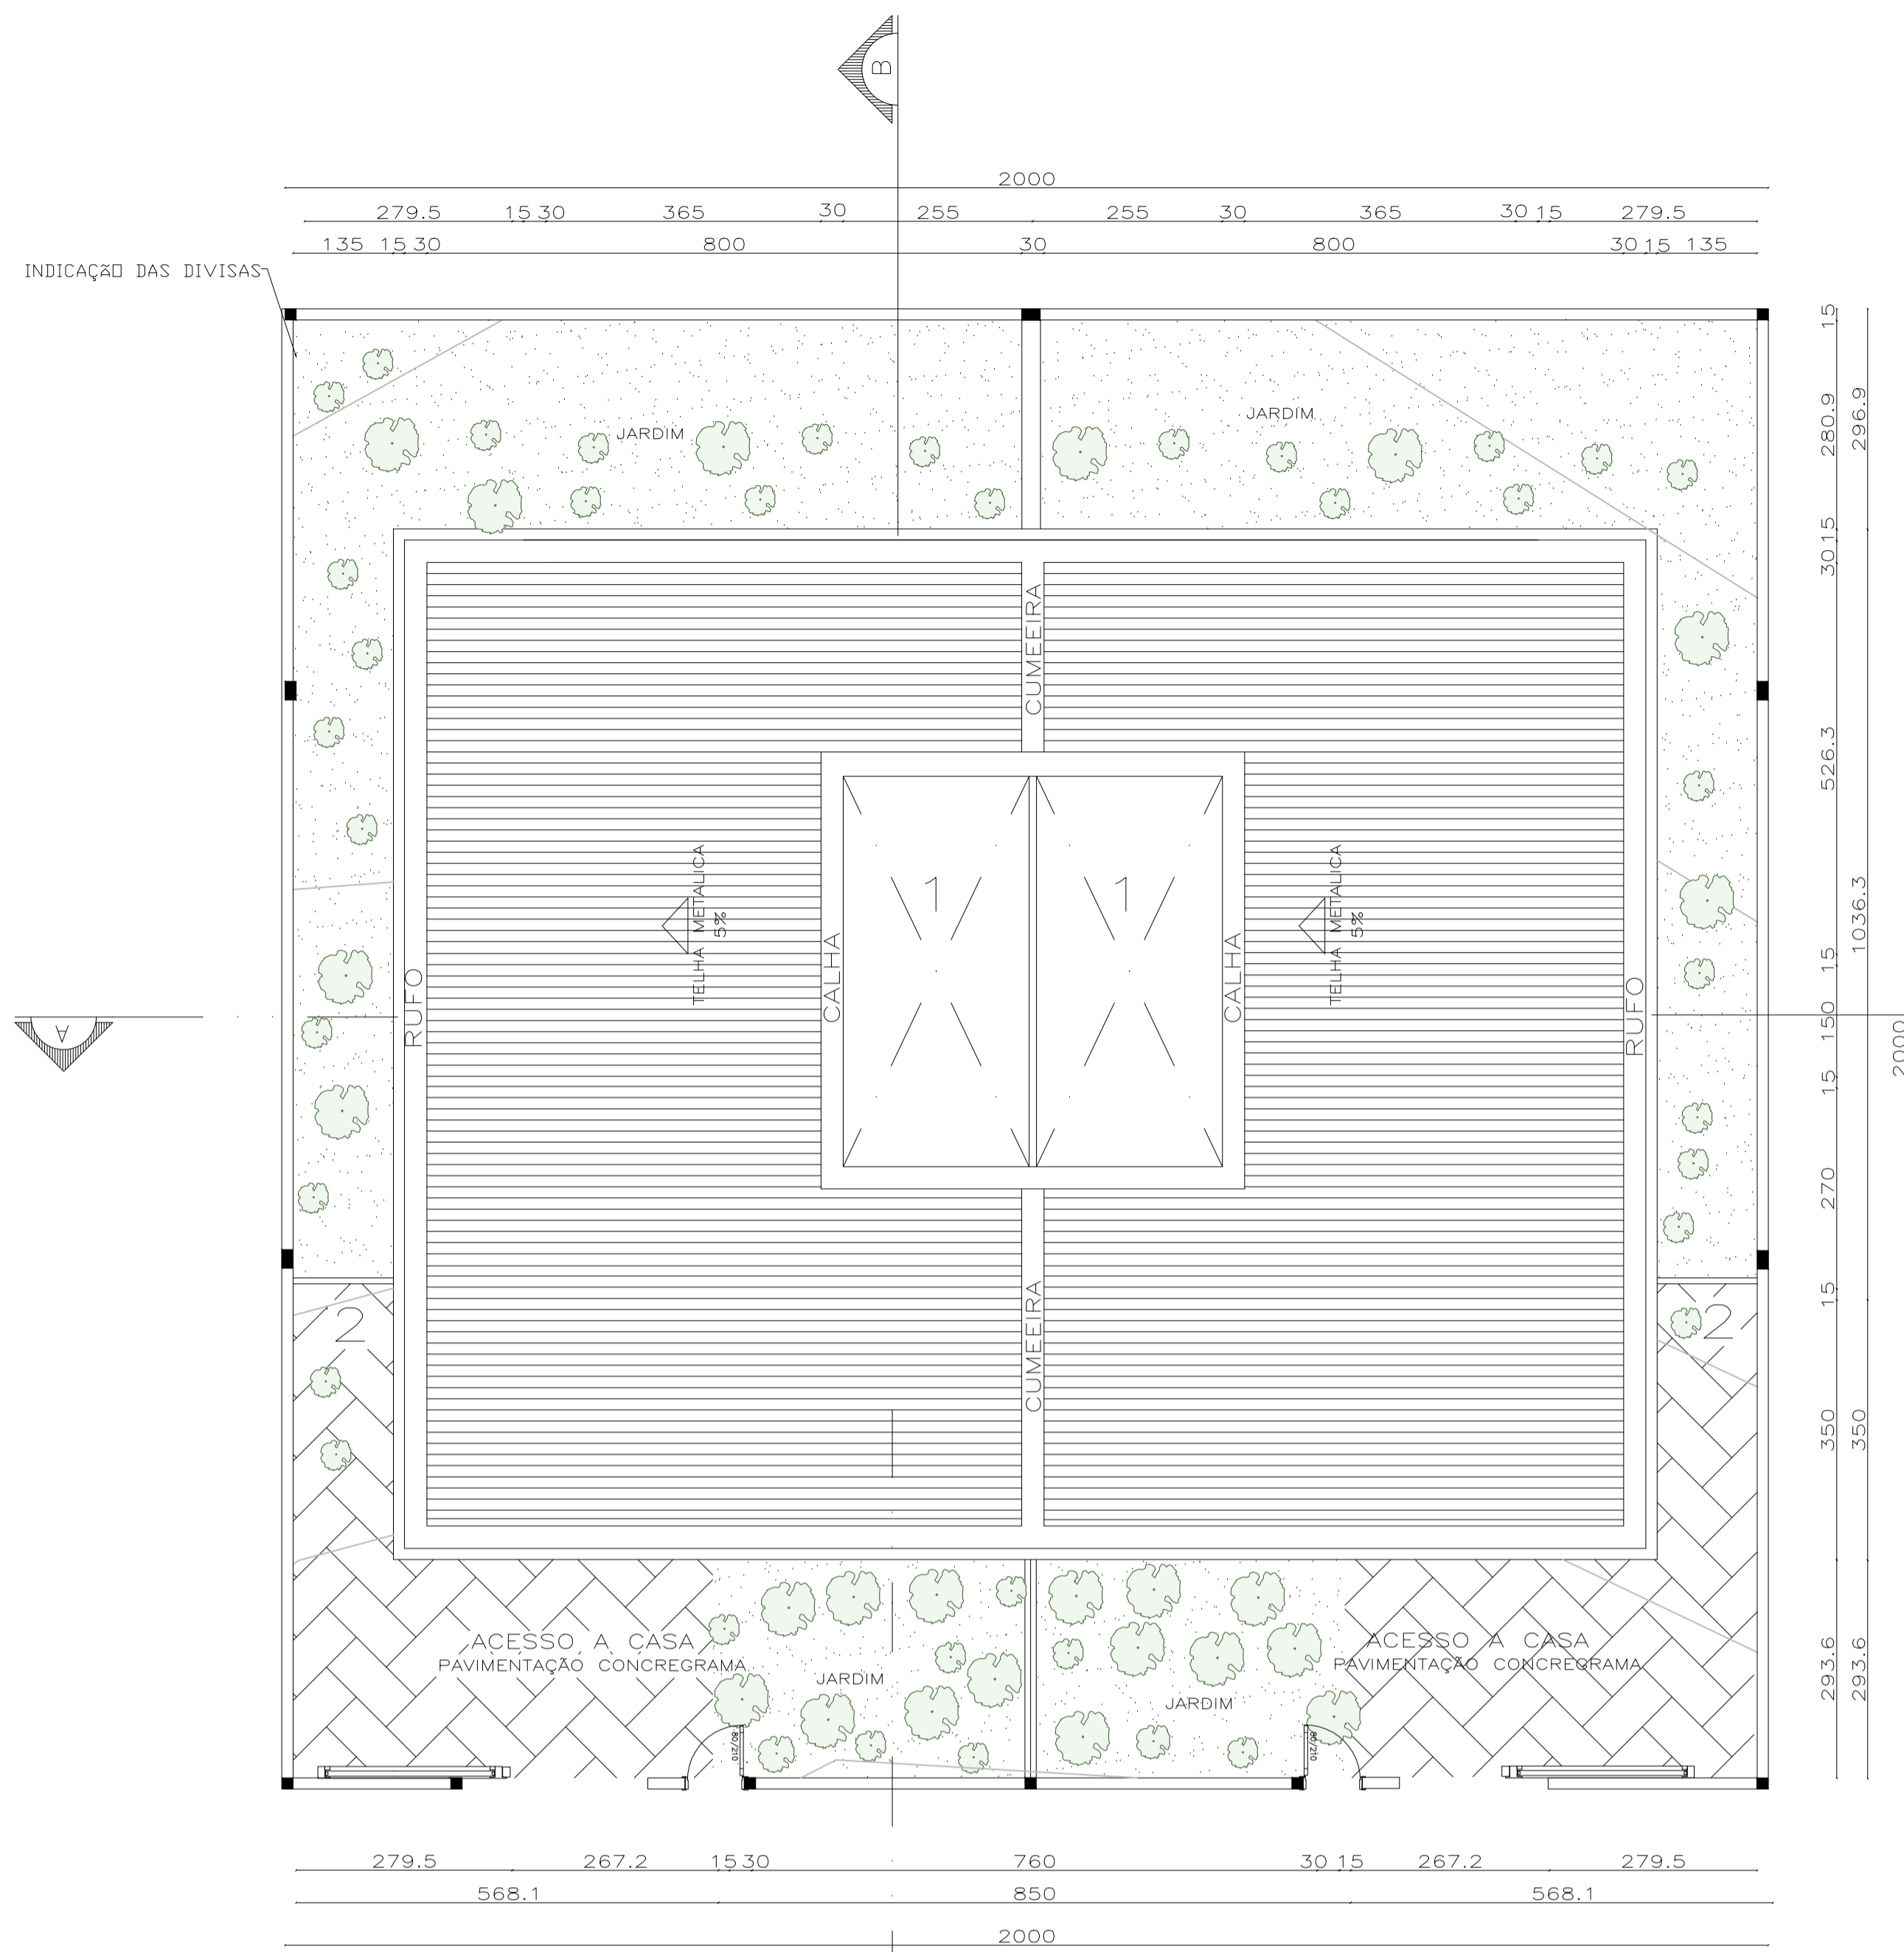 B
2000
279.5 15 30 365 30 255 255 30 365 30 15 279.5
135 15 30 800 30 800 30 15 135
INDICAÇÃO DAS DIVISAS
15
280.9
296.9
JARDIM
JARDIM
15
30
CUMEEIRA
526.3
TELHA METALICA
5%
1
1
TELHA METALICA
5%
1036.3
CALHA
CALHA
RUFO
RUFO
A
15
150
2000
15
270
15
2
2
CUMEEIRA
350
350
ACESSO A CASA
PAVIMENTAÇÃO CONCREGRAMA
ACESSO A CASA
PAVIMENTAÇÃO CONCREGRAMA
293.6
293.6
JARDIM
JARDIM
80/210
80/210
279.5 267.2 15 30 760 30 15 267.2 279.5
568.1 850 568.1
2000